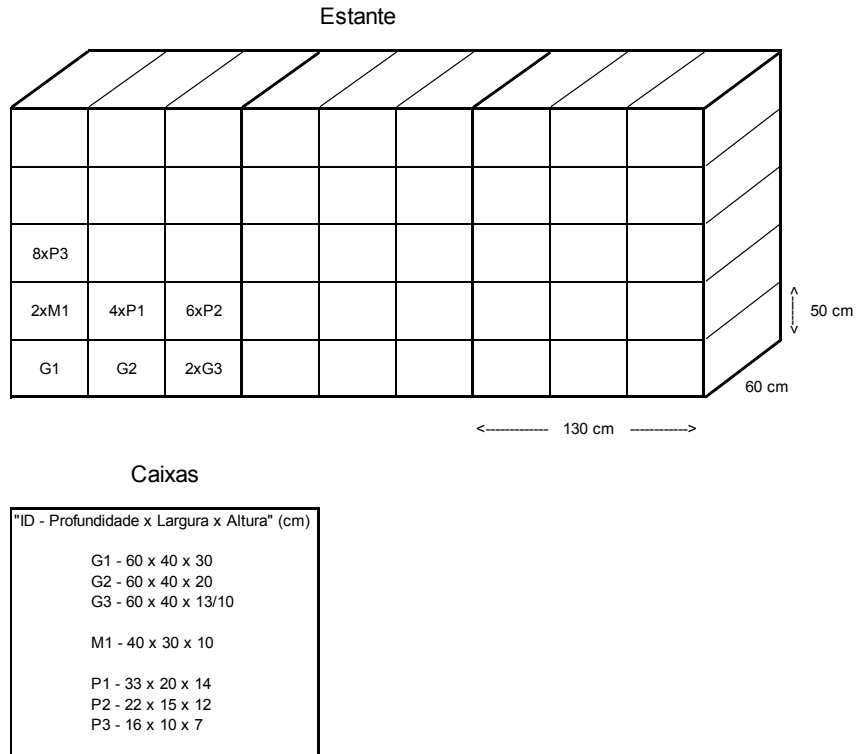 Estante
8xP3
2xM1 4xP1 6xP2
50 cm
G1 G2 2xG3
60 cm
<------------- 130 cm ------------>
Caixas
"ID - Profundidade x Largura x Altura" (cm)
G1 - 60 x 40 x 30
G2 - 60 x 40 x 20
G3 - 60 x 40 x 13/10
M1 - 40 x 30 x 10
P1 - 33 x 20 x 14
P2 - 22 x 15 x 12
P3 - 16 x 10 x 7